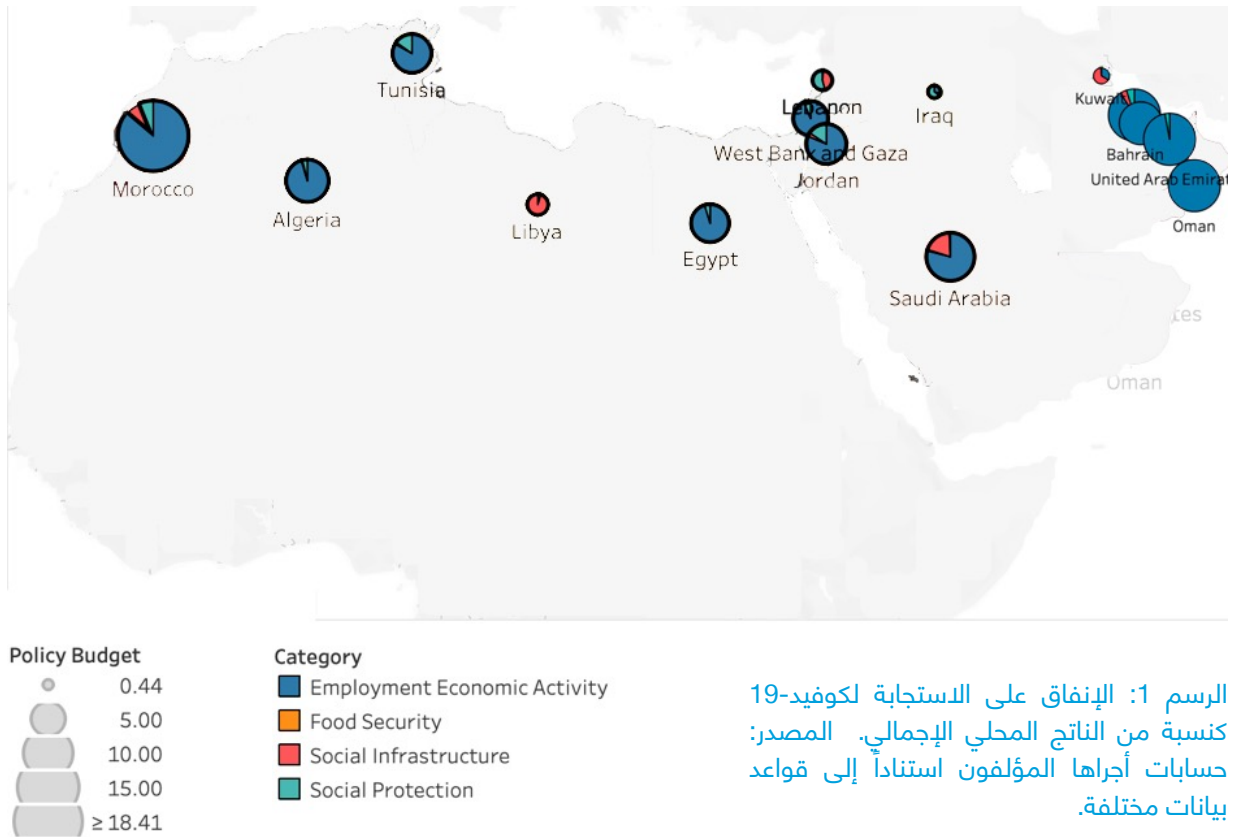 Tunisia
Morocco
Algeria
Libya
Egypt
Lebanon
West Bank and Gaza
Jordan
Iraq
Saudi Arabia
Kuwait
Bahrain
United Arab Emirat
Oman
tes
Oman
Policy Budget
0.44
5.00
10.00
15.00
≥ 18.41
Category
Employment Economic Activity
Food Security
Social Infrastructure
Social Protection
الرسم 1: الإنفاق على الاستجابة لكوفيد-19
كنسبة من الناتج المحلي الإجمالي. المصدر:
حسابات أجراها المؤلفون استناداً إلى قواعد
بيانات مختلفة.